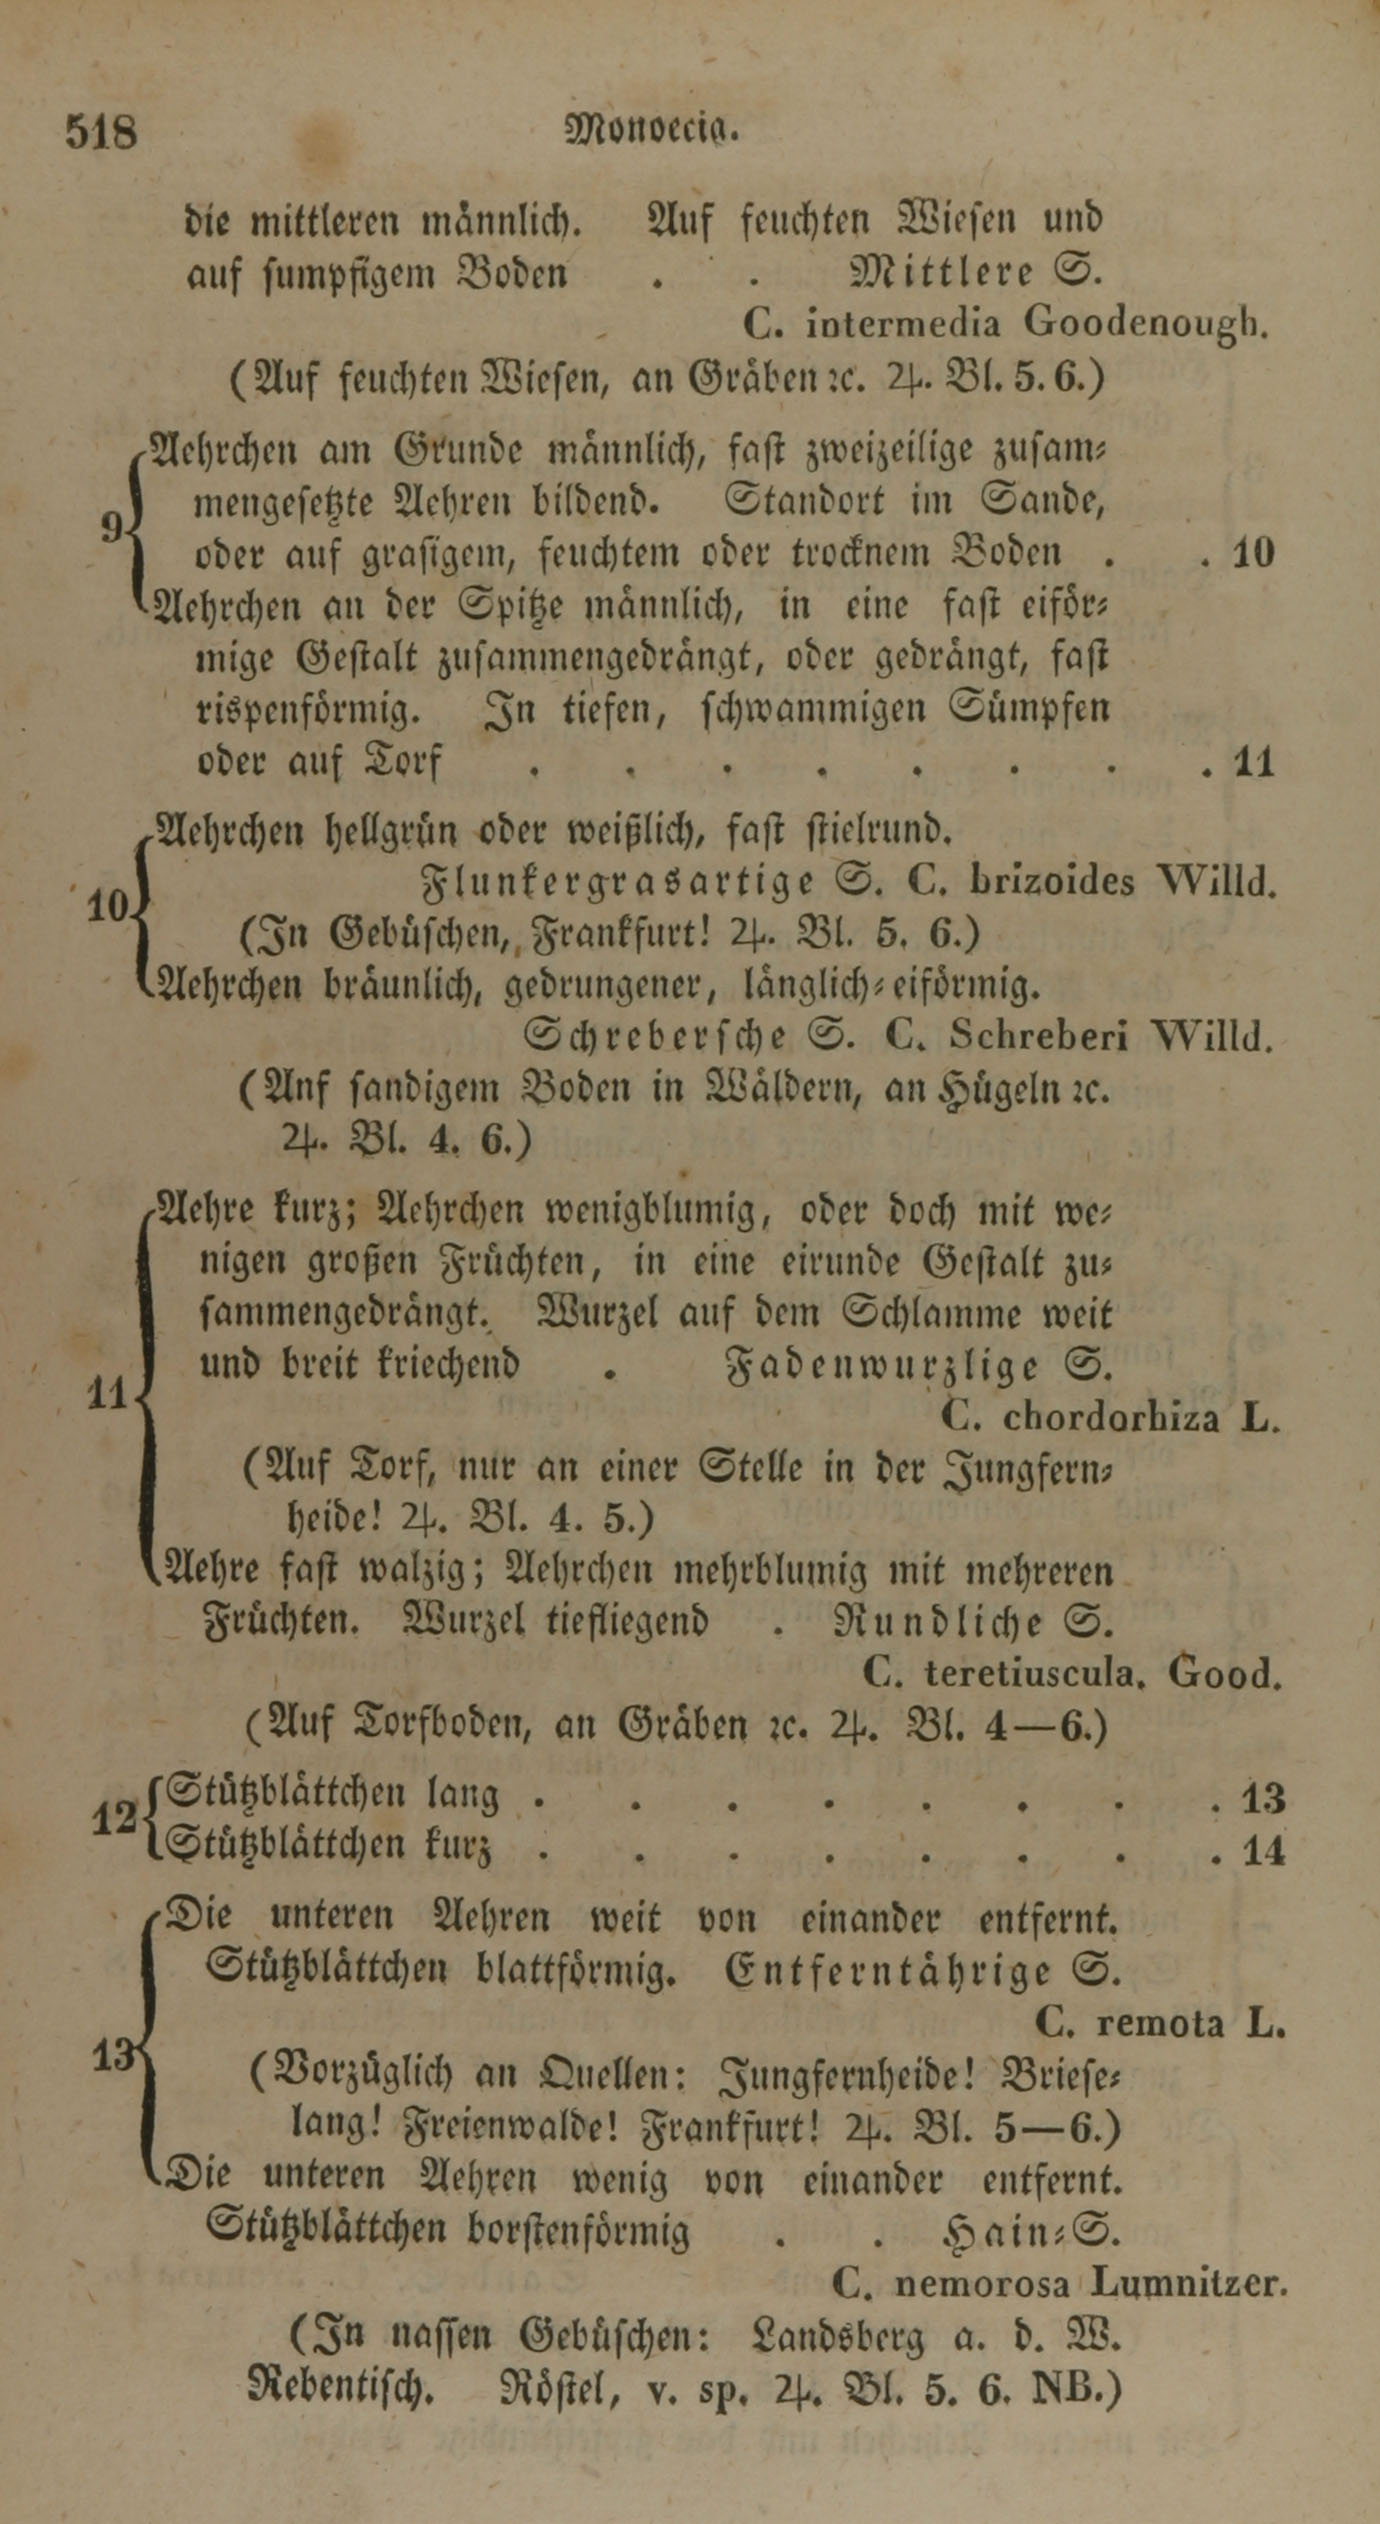 518 Monoecia.
die mittleren männlich. Auf feuchten Wiesen und
auf sumpfigem Boden . . Mittlere S.
C. intermedia Goodenough.
(Auf feuchten Wiesen, an Gräben ꝛc. ♃. Bl. 5. 6.)
Aehrchen am Grunde männlich, fast zweizeilige zusam⸗
mengesetzte Aehren bildend. Standort im Sande,
9 oder auf grasigem, feuchtem oder trocknem Boden . . 10
Aehrchen an der Spitze männlich, in eine fast eiför⸗
mige Gestalt zusammengedrängt, oder gedrängt, fast
rispenförmig. In tiefen, schwammigen Sümpfen
oder auf Torf . . . . . . . . 11
Aehrchen hellgrün oder weißlich, fast stielrund.
10 Flunkergrasartige S. C. brizoides Willd.
(In Gebüschen, Frankfurt! ♃. Bl. 5. 6.)
Aehrchen bräunlich, gedrungener, länglich⸗eiförmig.
Schrebersche S. C. Schreberi Willd.
(Anf sandigem Boden in Wäldern, an Hügeln ꝛc.
♃. Bl. 4. 6.)
Aehre kurz; Aehrchen wenigblumig, oder doch mit we⸗
nigen großen Früchten, in eine eirunde Gestalt zu⸗
sammengedrängt. Wurzel auf dem Schlamme weit
und breit kriechend . Fadenwurzlige S.
11 C. chordorhiza L.
(Auf Torf, nur an einer Stelle in der Jungfern⸗
heide! ♃. Bl. 4. 5.)
Aehre fast walzig; Aehrchen mehrblumig mit mehreren
Früchten. Wurzel tiefliegend . Rundliche S.
C. teretiuscula. Good.
(Auf Torfboden, an Gräben ꝛc. ♃. Bl. 4—6.)
12 Stützblättchen lang . . . . . . . . 13
Stützblättchen kurz . . . . . . . . 14
Die unteren Aehren weit von einander entfernt.
Stützblättchen blattförmig. Entferntährige S.
C. remota L.
13 (Vorzüglich an Quellen: Jungfernheide! Briese⸗
lang! Freienwalde! Frankfurt! ♃. Bl. 5—6.)
Die unteren Aehren wenig von einander entfernt.
Stützblättchen borstenförmig . . Hain⸗S.
C. nemorosa Lumnitzer.
(In nassen Gebüschen: Landsberg a. d. W.
Rebentisch. Röstel, v. sp. ♃. Bl. 5. 6. NB.)